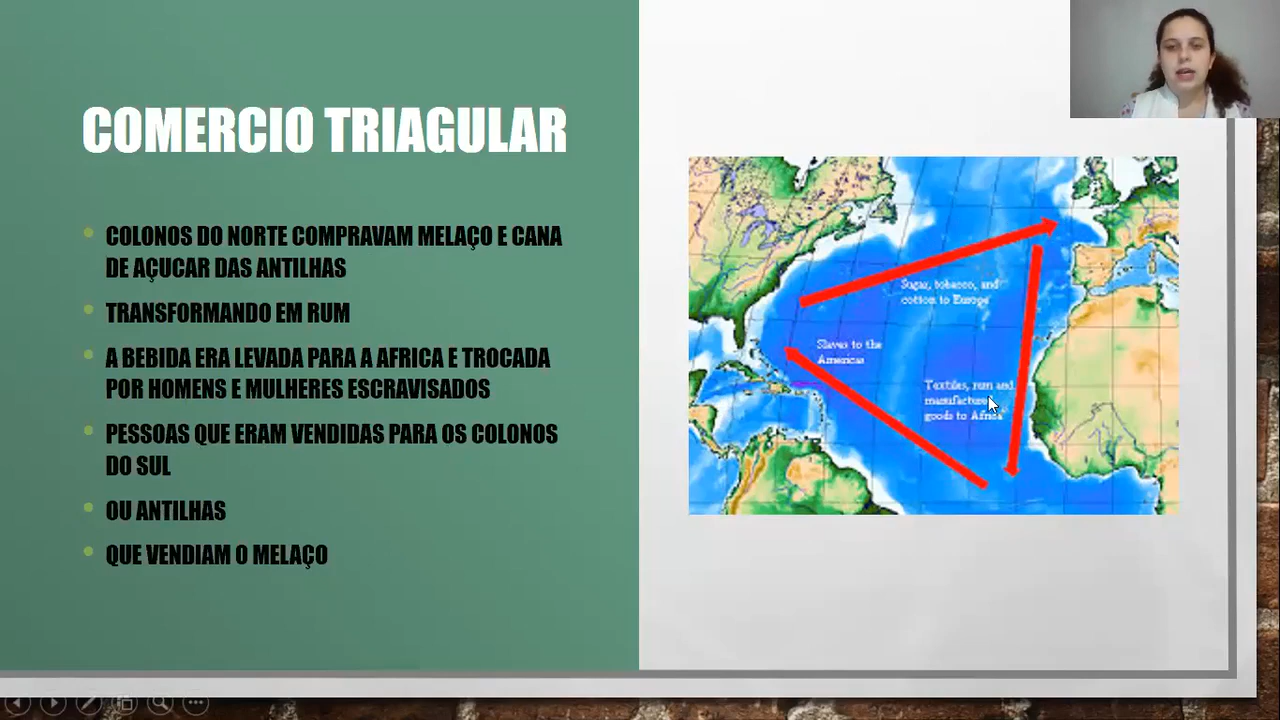 COMERCIO TRIAGULAR
COLONOS DO NORTE COMPRAVAM MELAÇO E CANA
DE AÇUCAR DAS ANTILHAS
TRANSFORMANDO EM RUM
A BEBIDA ERA LEVADA PARA A AFRICA E TROCADA
POR HOMENS E MULHERES ESCRAVISADOS
PESSOAS QUE ERAM VENDIDAS PARA OS COLONOS
DO SUL
OU ANTILHAS
QUE VENDIAM O MELAÇO
Sugar, tobacco, and
cotton to Europe
Slaves to the
Americas
Textiles, rum and
manufactured
goods to Africa